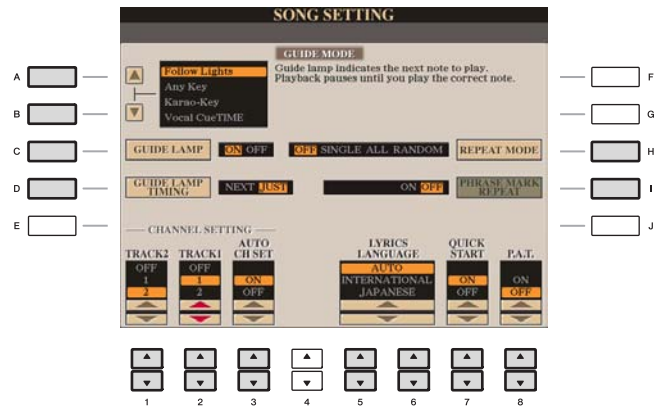 SONG SETTING
GUIDE MODE
Follow Lights
Any Key
Karao-Key
Vocal CueTIME
Guide lamp indicates the next note to play.
Playback pauses until you play the correct note.
A
B
C
D
E
F
G
H
I
J
GUIDE LAMP ON OFF
OFF SINGLE ALL RANDOM REPEAT MODE
GUIDE LAMP
TIMING
NEXT JUST
ON OFF
PHRASE MARK
REPEAT
CHANNEL SETTING
TRACK2
OFF
1
2
TRACK1
OFF
1
2
AUTO
CH SET
ON
OFF
LYRICS
LANGUAGE
AUTO
INTERNATIONAL
JAPANESE
QUICK
START
ON
OFF
P.A.T.
ON
OFF
1 2 3 4 5 6 7 8